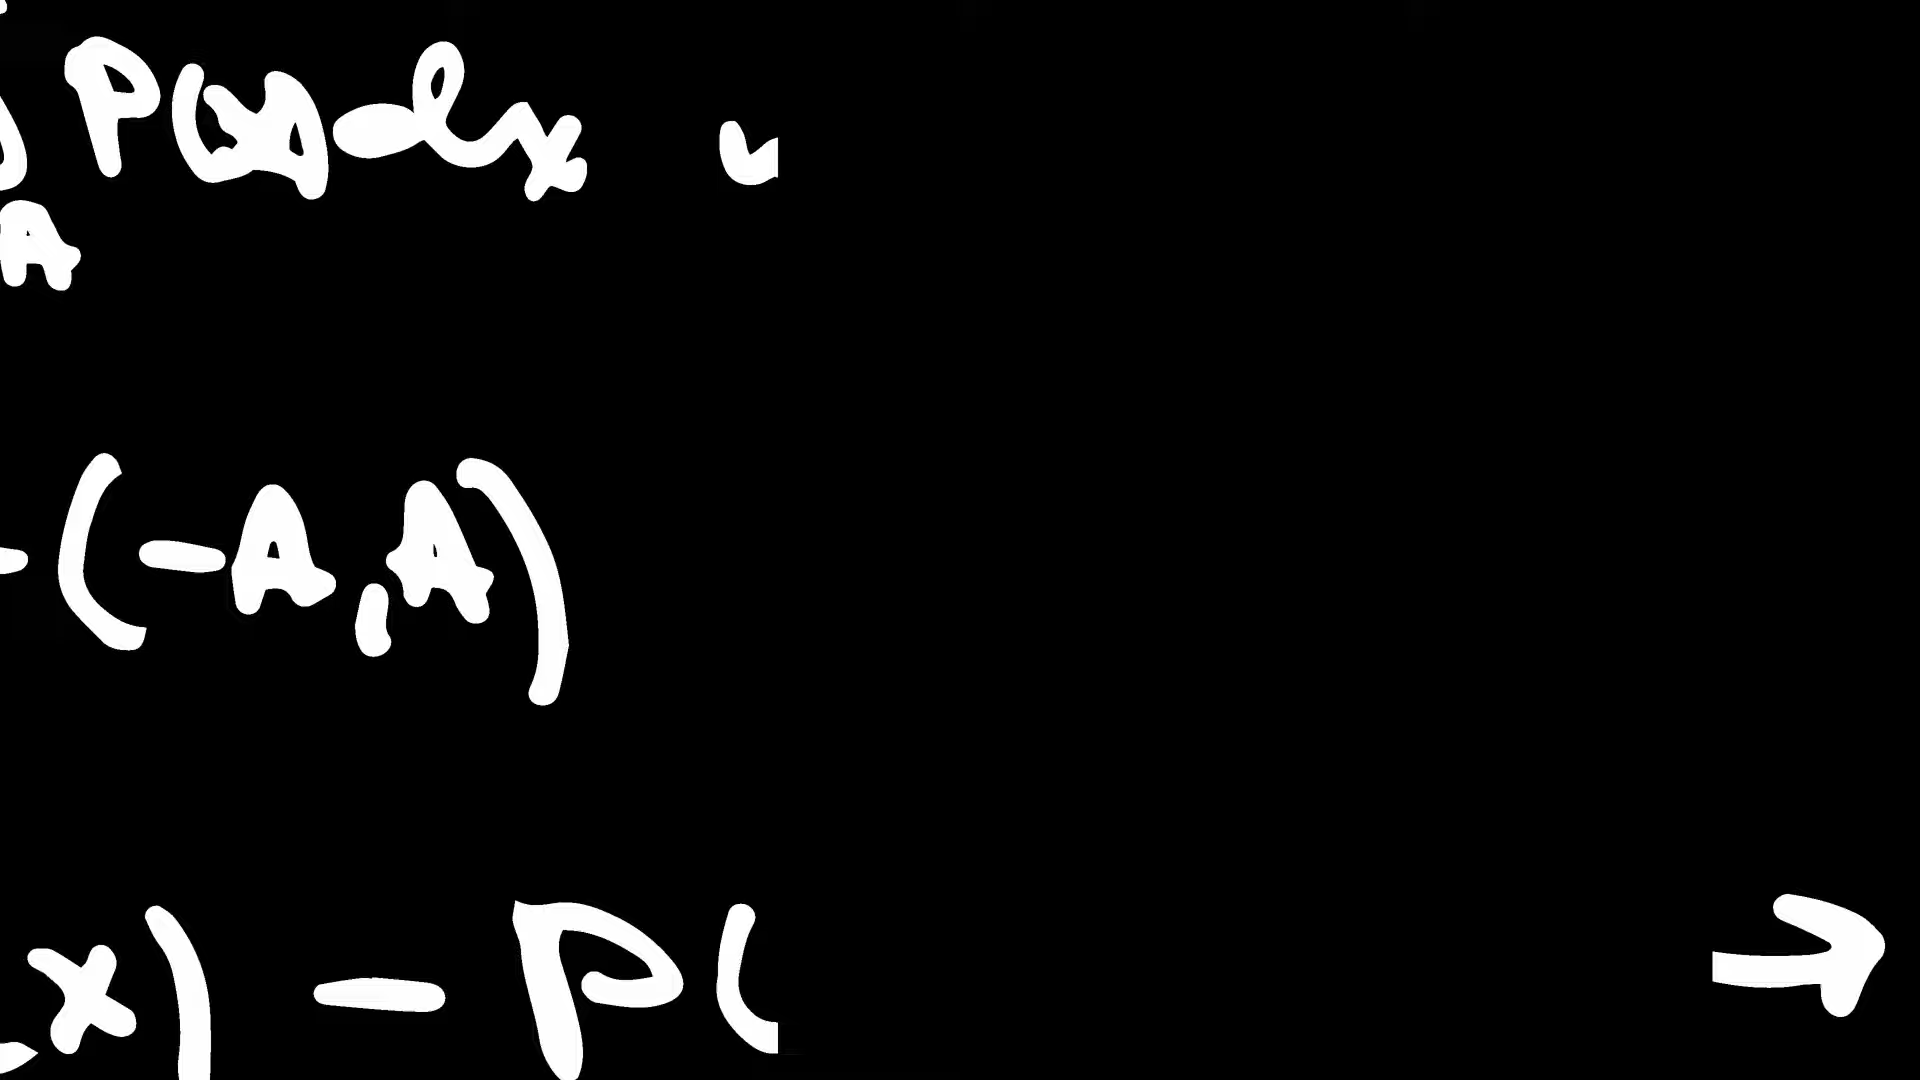 P(x) dx
A
(-A, A)
x) - P( →